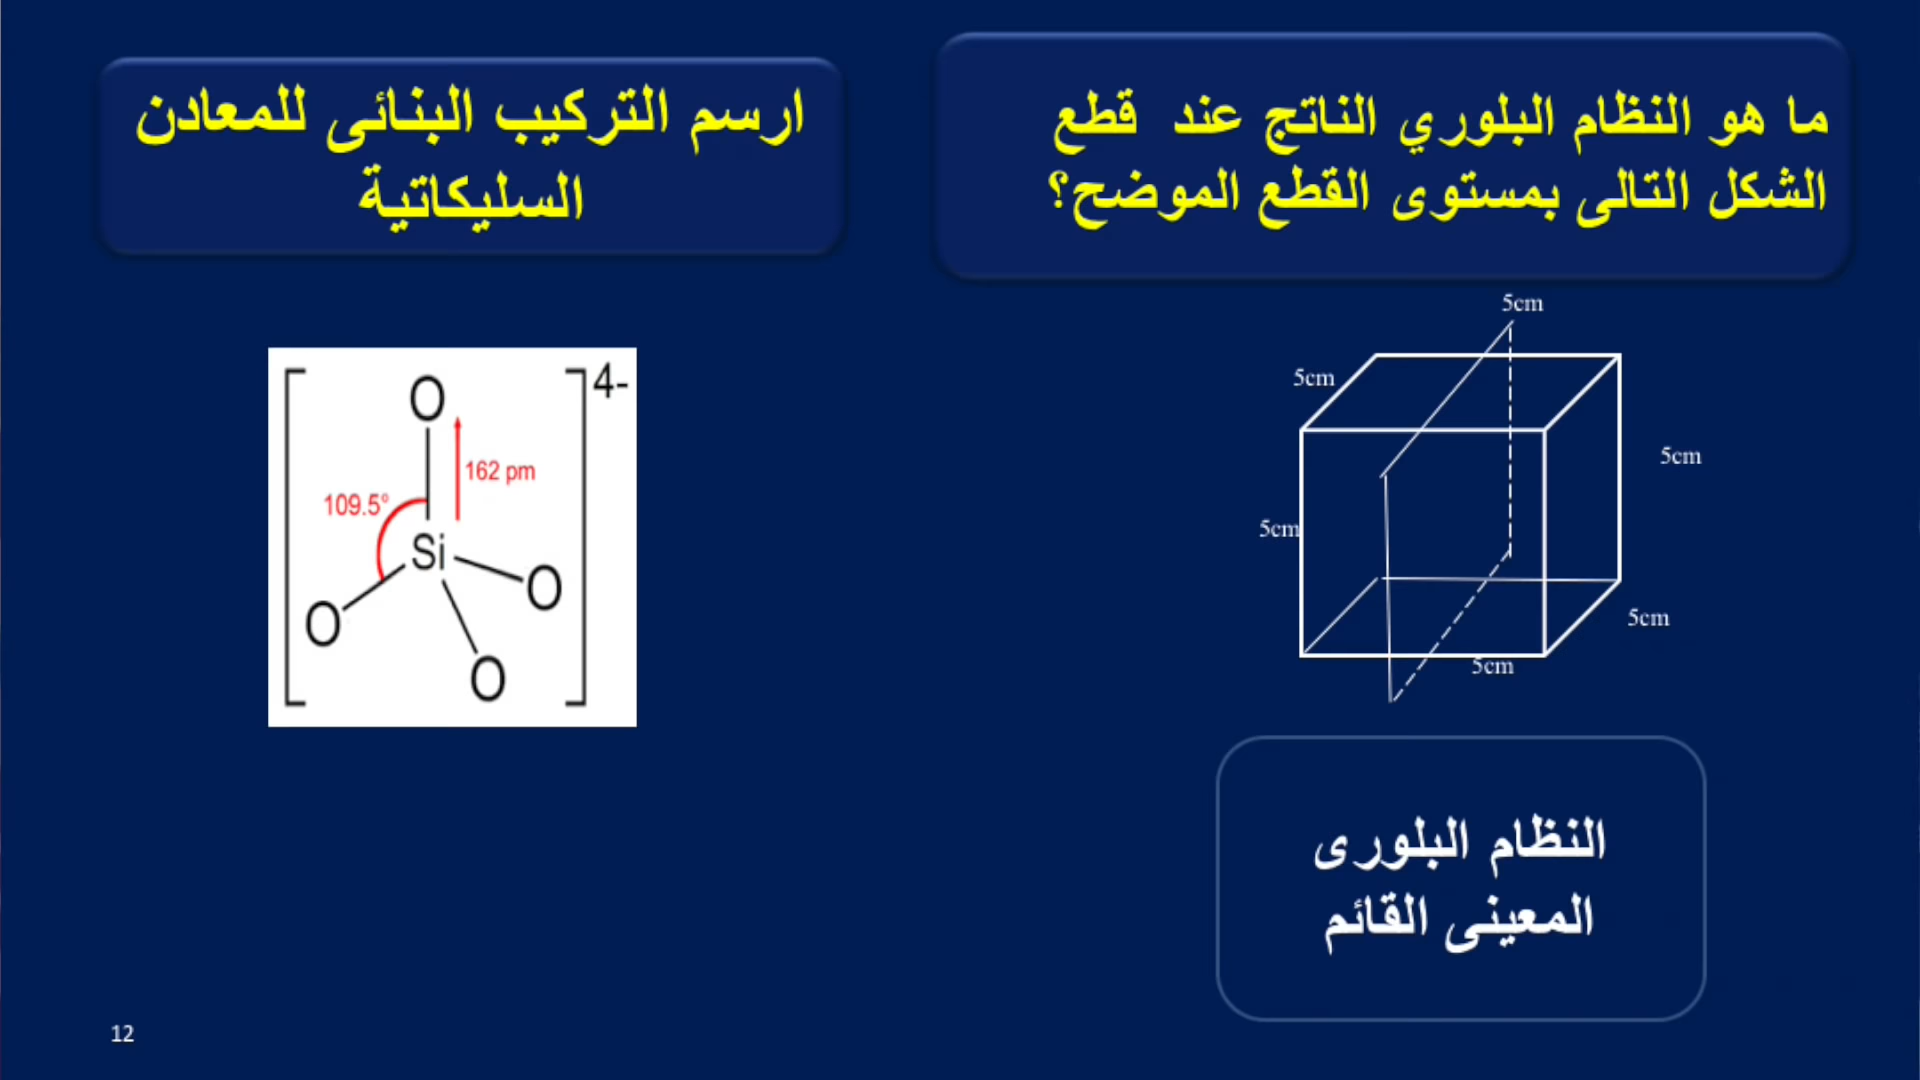 ما هو النظام البلوري الناتج عند قطع
الشكل التالى بمستوى القطع الموضح؟
5cm
5cm
5cm
5cm
5cm
5cm
النظام البلورى
المعينى القائم
ارسم التركيب البنائى للمعادن
السليكاتية
4-
O
162 pm
109.5°
Si
O
O
O
12